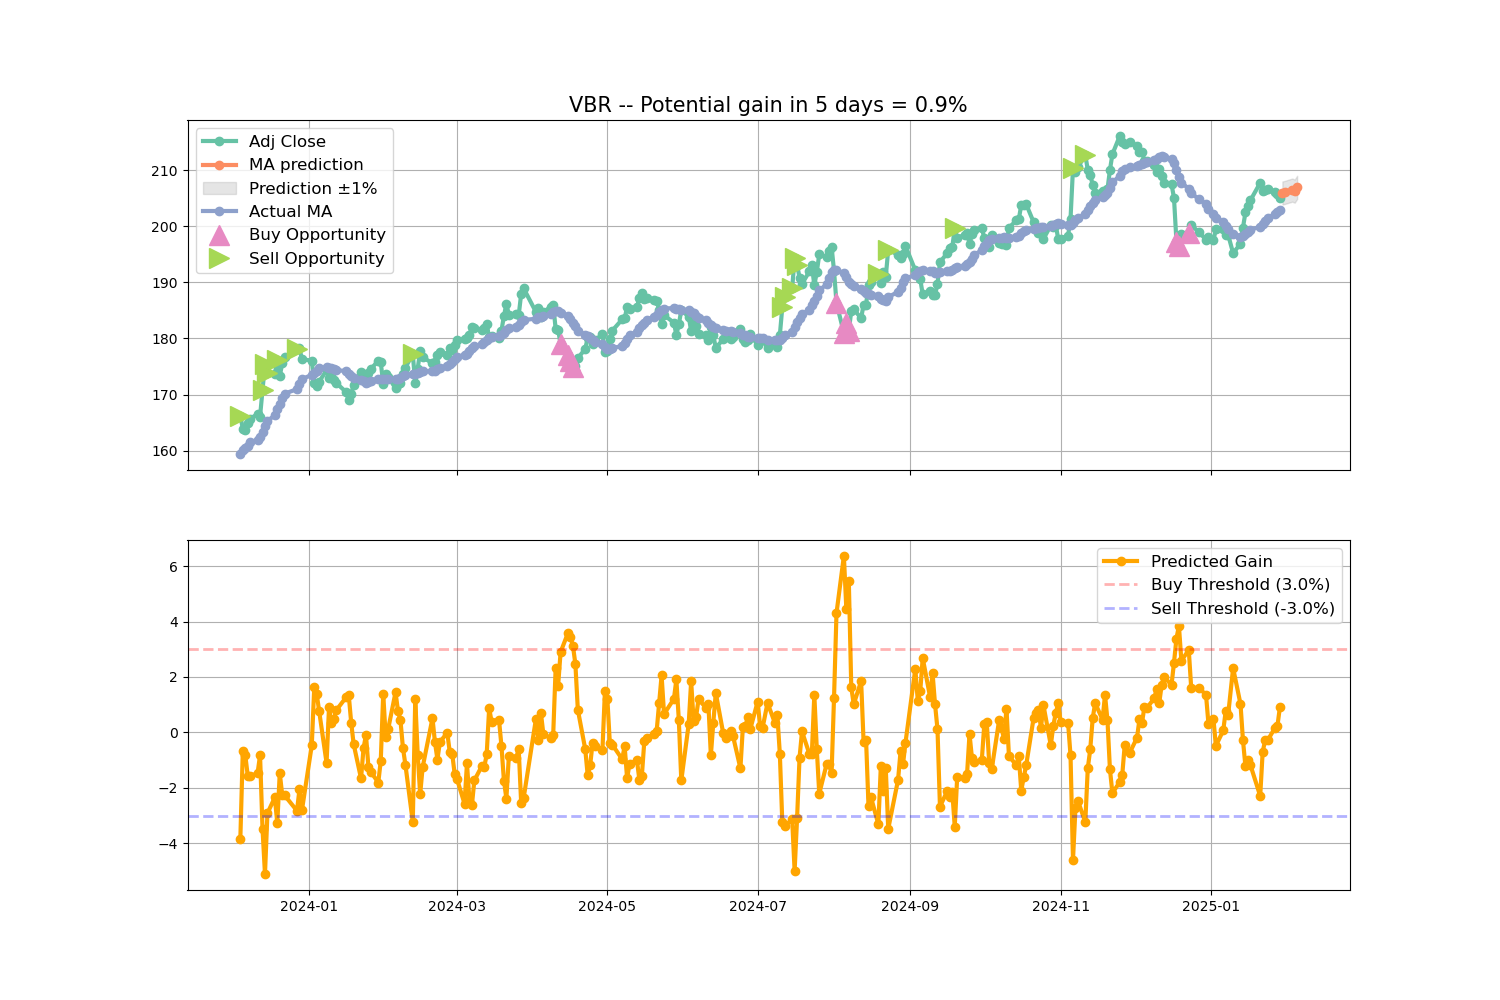 VBR -- Potential gain in 5 days = 0.9%
Adj Close
MA prediction
Prediction ±1%
Actual MA
Buy Opportunity
Sell Opportunity
210
200
190
180
170
160
Predicted Gain
Buy Threshold (3.0%)
Sell Threshold (-3.0%)
6
4
2
0
−2
−4
2024-01 2024-03 2024-05 2024-07 2024-09 2024-11 2025-01